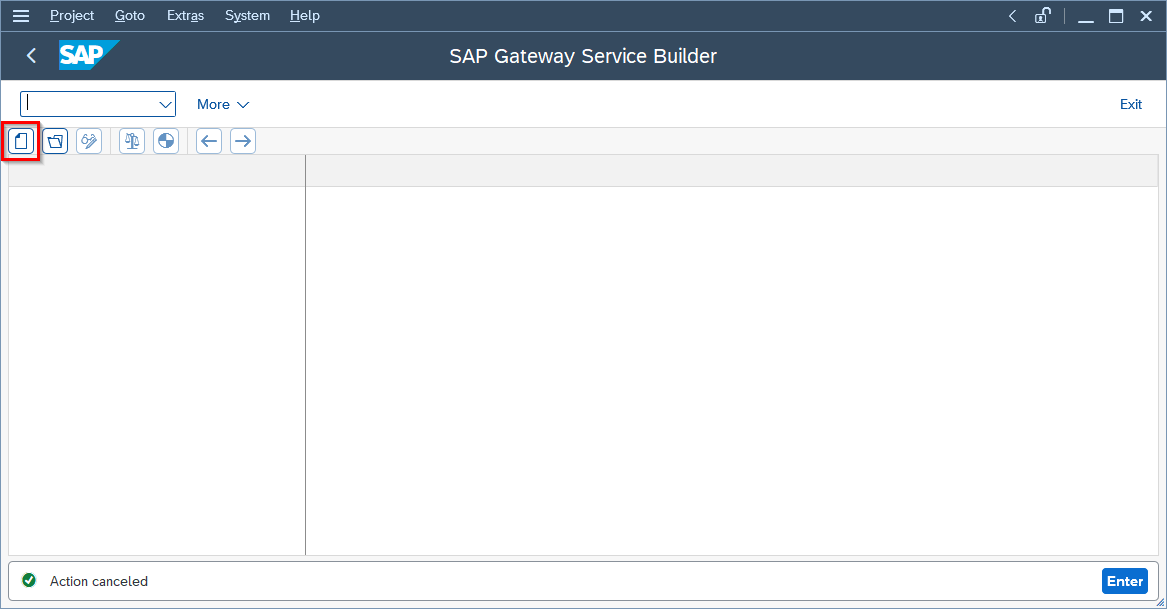 Project Goto Extras System Help
SAP SAP Gateway Service Builder
More Exit
Action canceled Enter